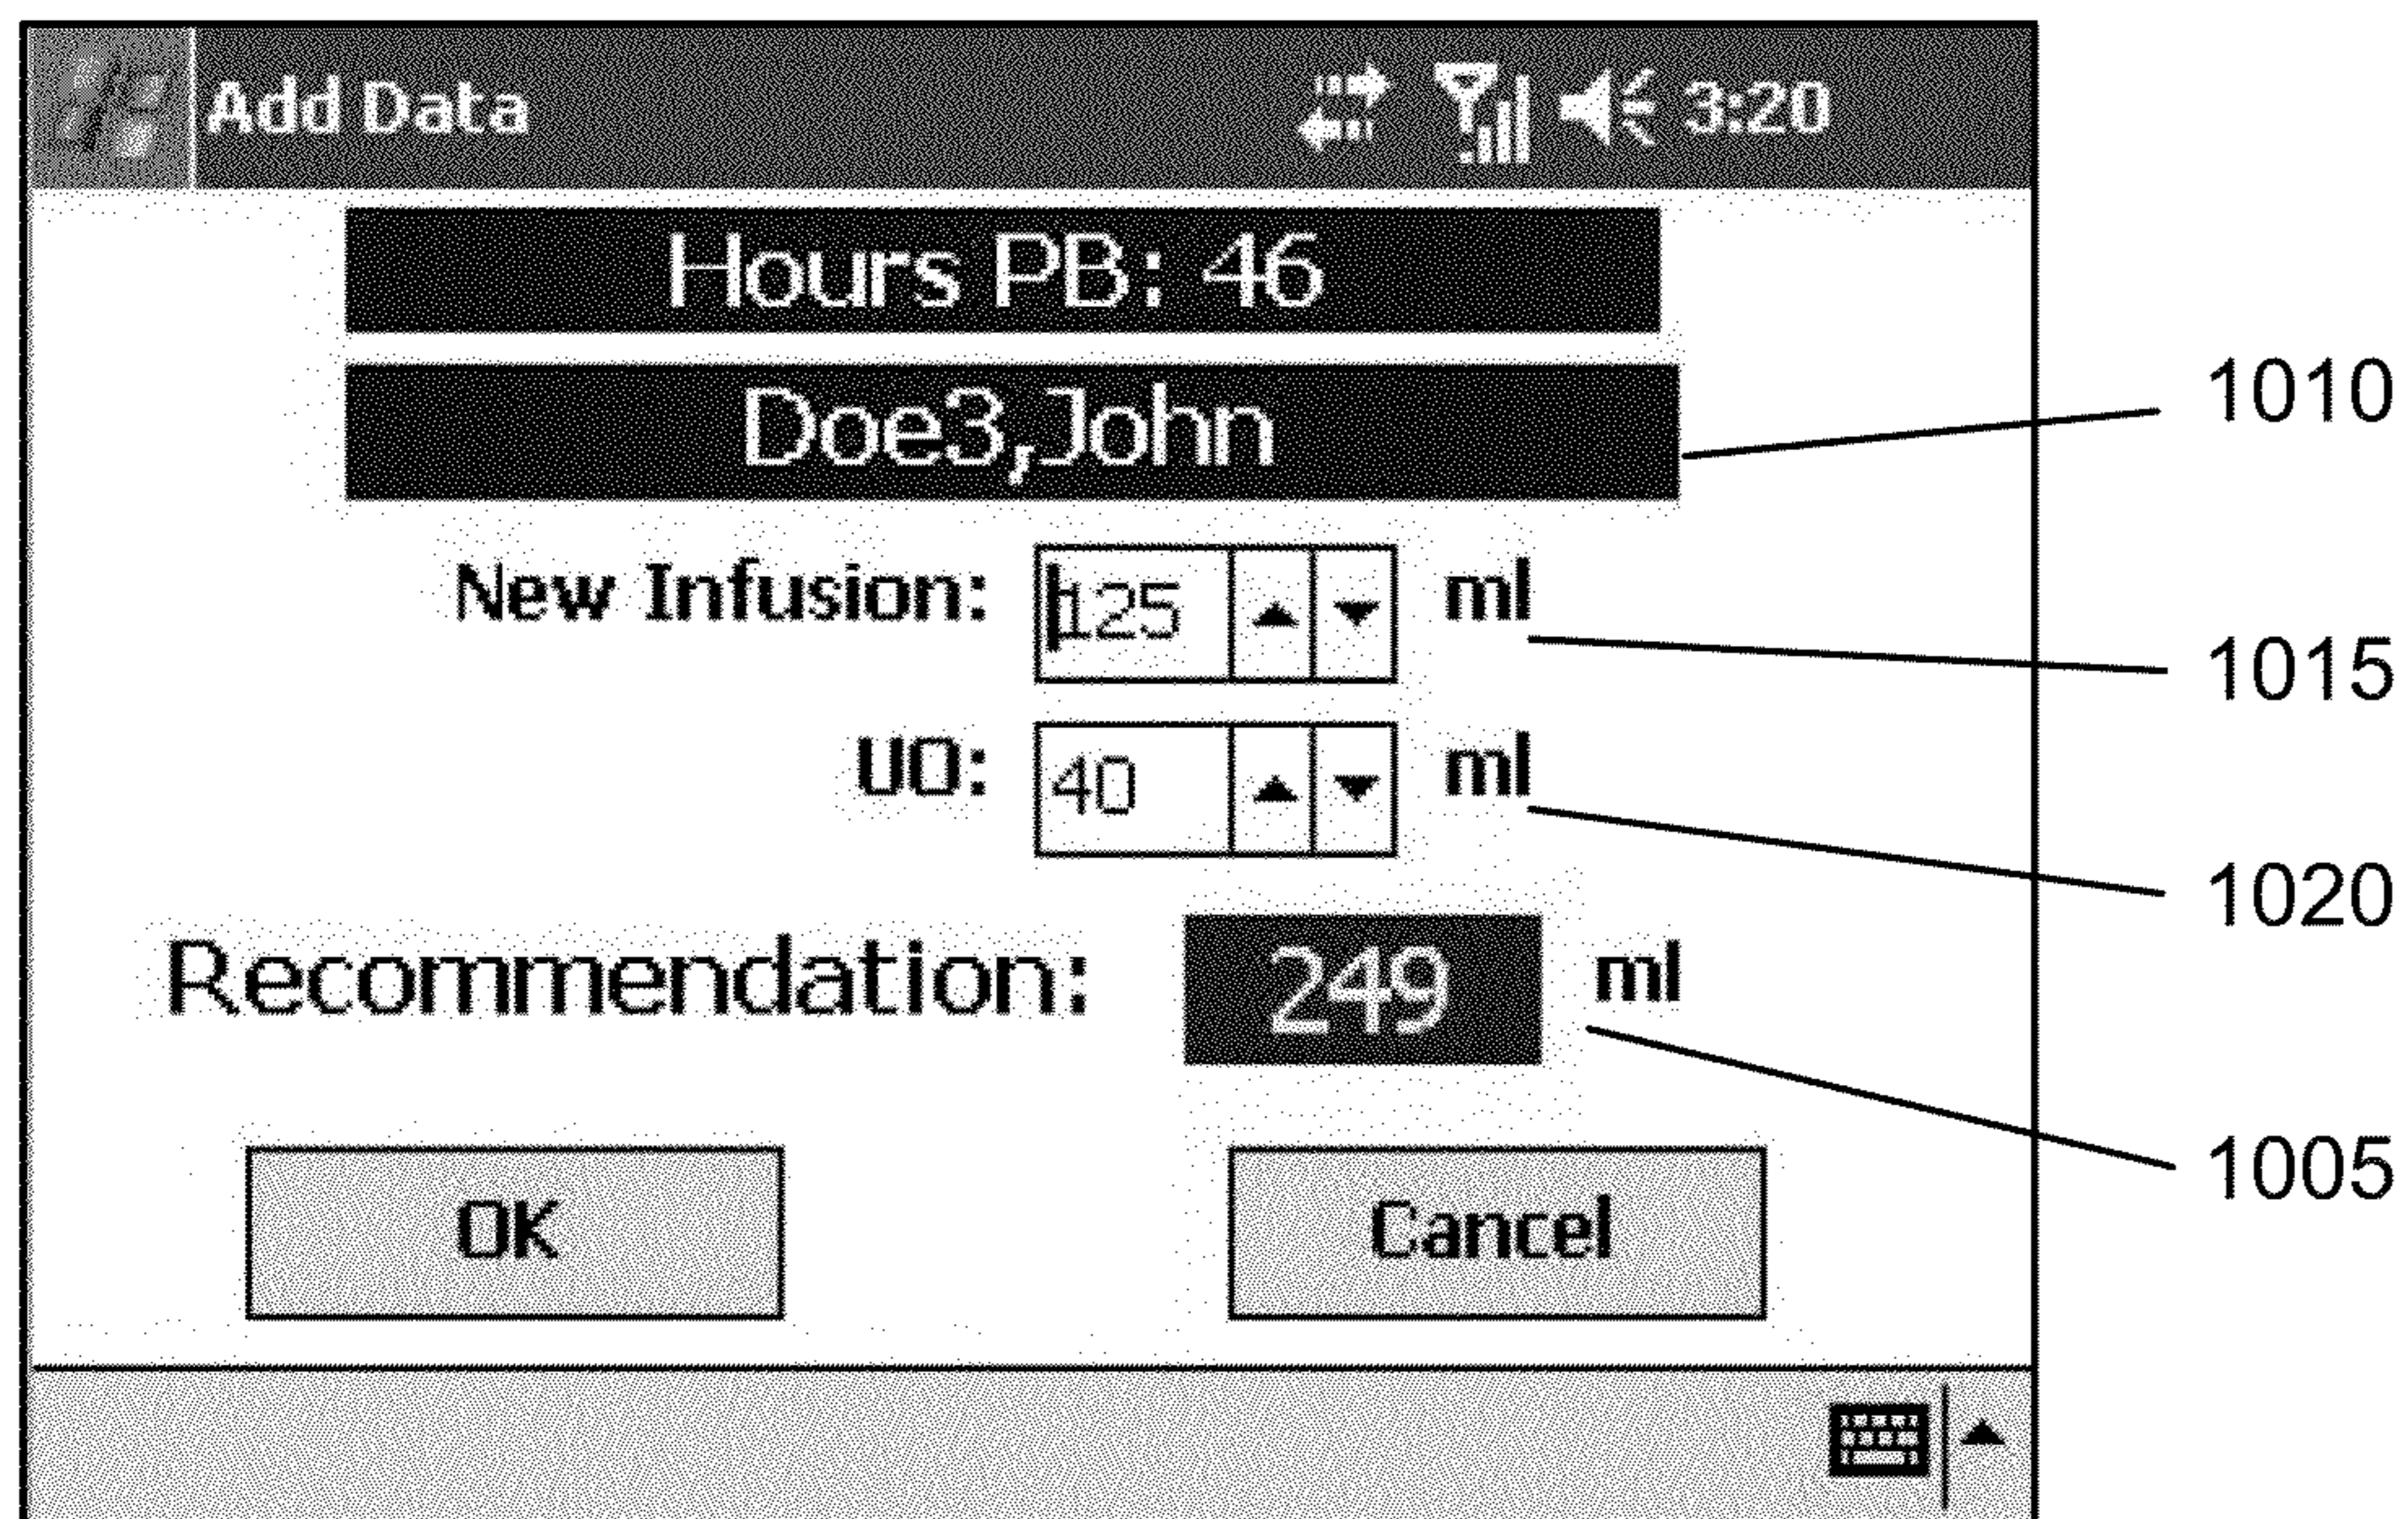 Add Data 3:20
Hours PB: 46
Doe3,John
1010
New Infusion: 125 ml
1015
UO: 40 ml
1020
Recommendation: 249 ml
1005
OK Cancel